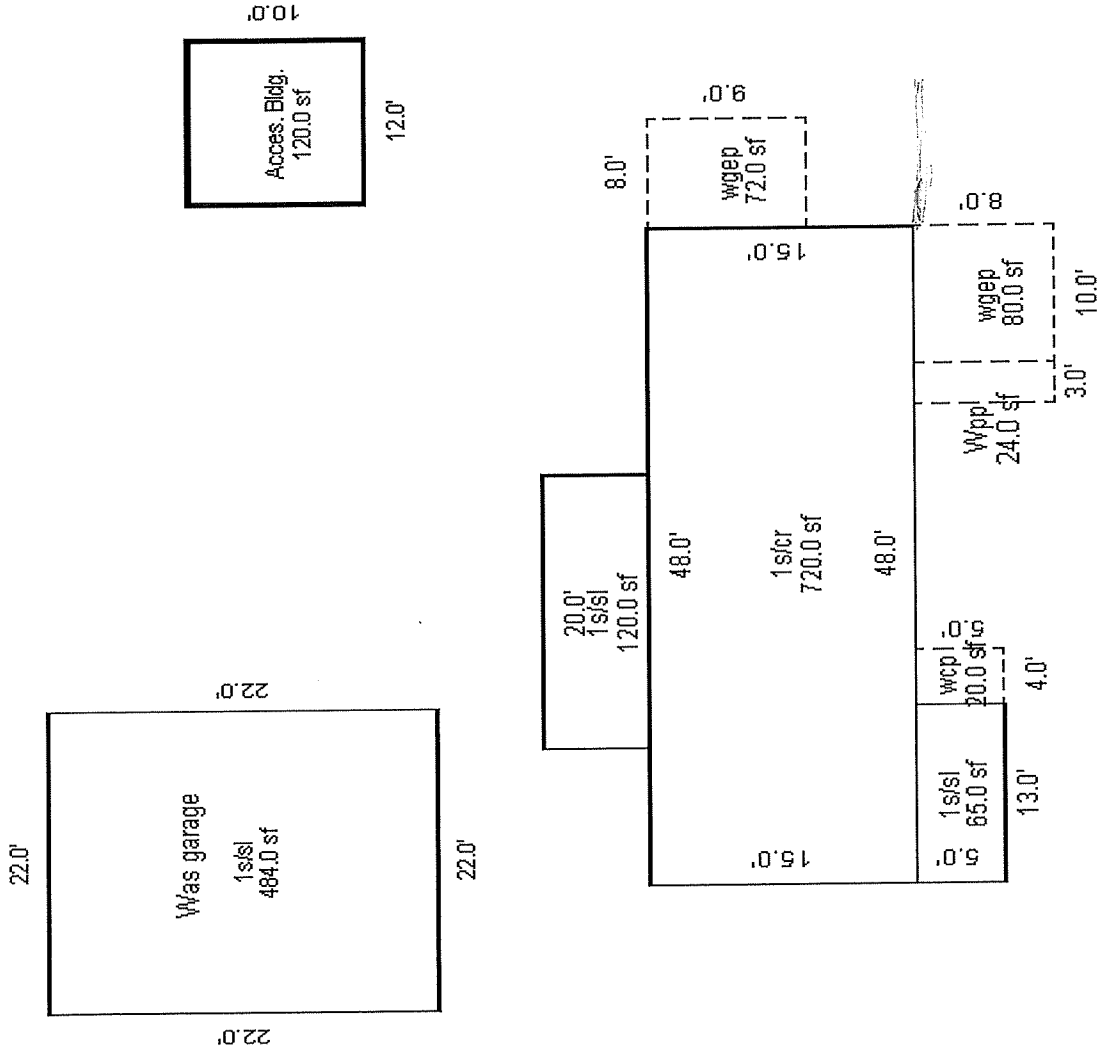 10.0'
Acces. Bldg.
120.0 sf
12.0'
22.0'
22.0'
Was garage
1s/sl
484.0 sf
22.0'
22.0'
8.0'
9.0'
wgep
72.0 sf
20.0'
1s/sl
120.0 sf
48.0'
15.0'
1s/cr
720.0 sf
48.0'
15.0'
8.0'
wgep
80.0 sf
10.0'
3.0'
Wpp
24.0 sf
5.0'
wcp
20.0 sf
4.0'
1s/sl
65.0 sf
5.0'
13.0'